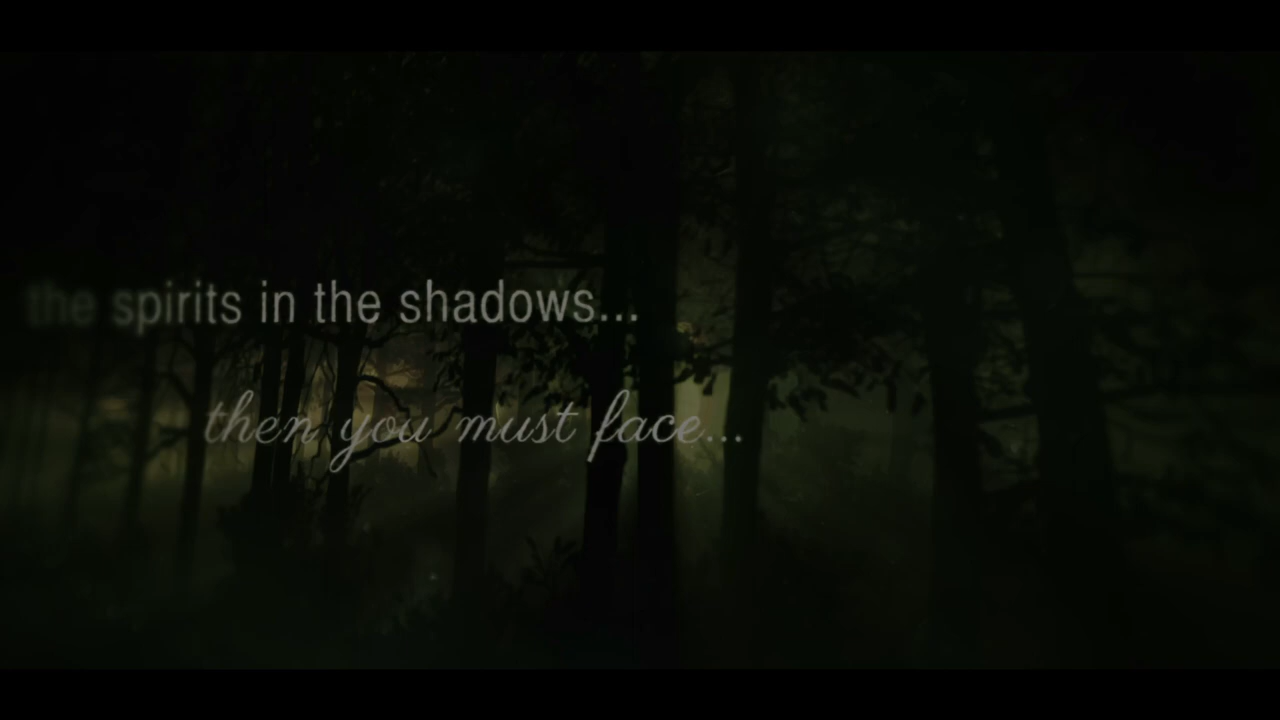 the spirits in the shadows...
then you must face...